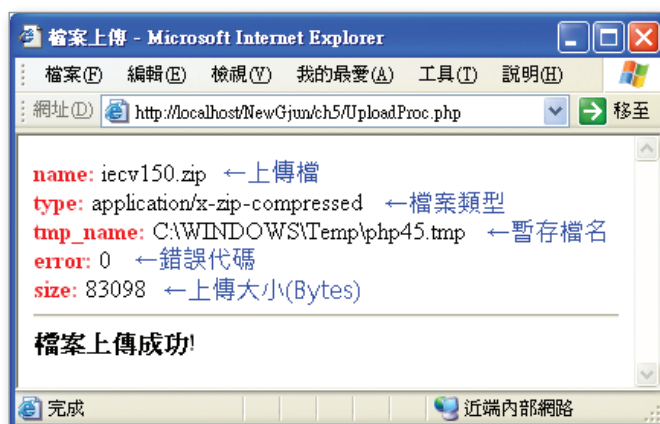 檔案上傳 - Microsoft Internet Explorer
檔案(F) 編輯(E) 檢視(V) 我的最愛(A) 工具(T) 說明(H)
網址(D) http://localhost/NewGjun/ch5/UploadProc.php 移至
name: iecv150.zip ←上傳檔
type: application/x-zip-compressed ←檔案類型
tmp_name: C:\WINDOWS\Temp\php45.tmp ←暫存檔名
error: 0 ←錯誤代碼
size: 83098 ←上傳大小(Bytes)
檔案上傳成功!
完成 近端內部網路